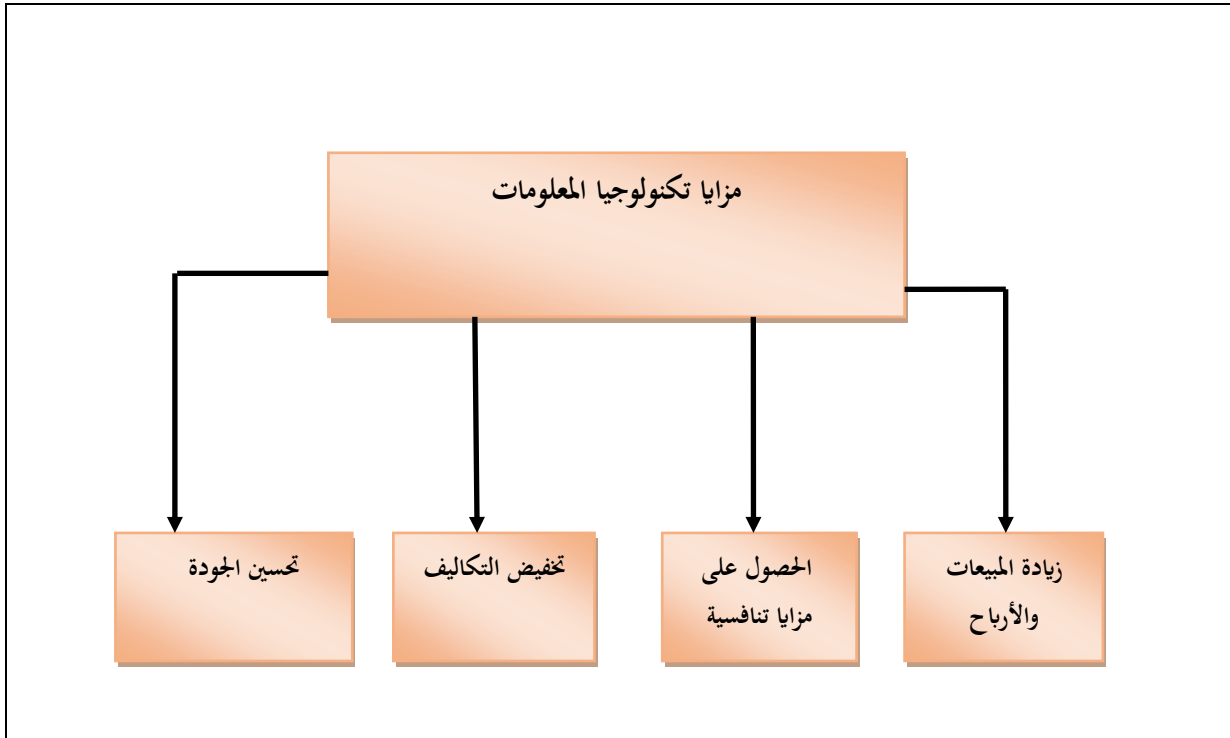 مزايا تكنولوجيا المعلومات
زيادة المبيعات
والأرباح
الحصول على
مزايا تنافسية
تخفيض التكاليف
تحسين الجودة